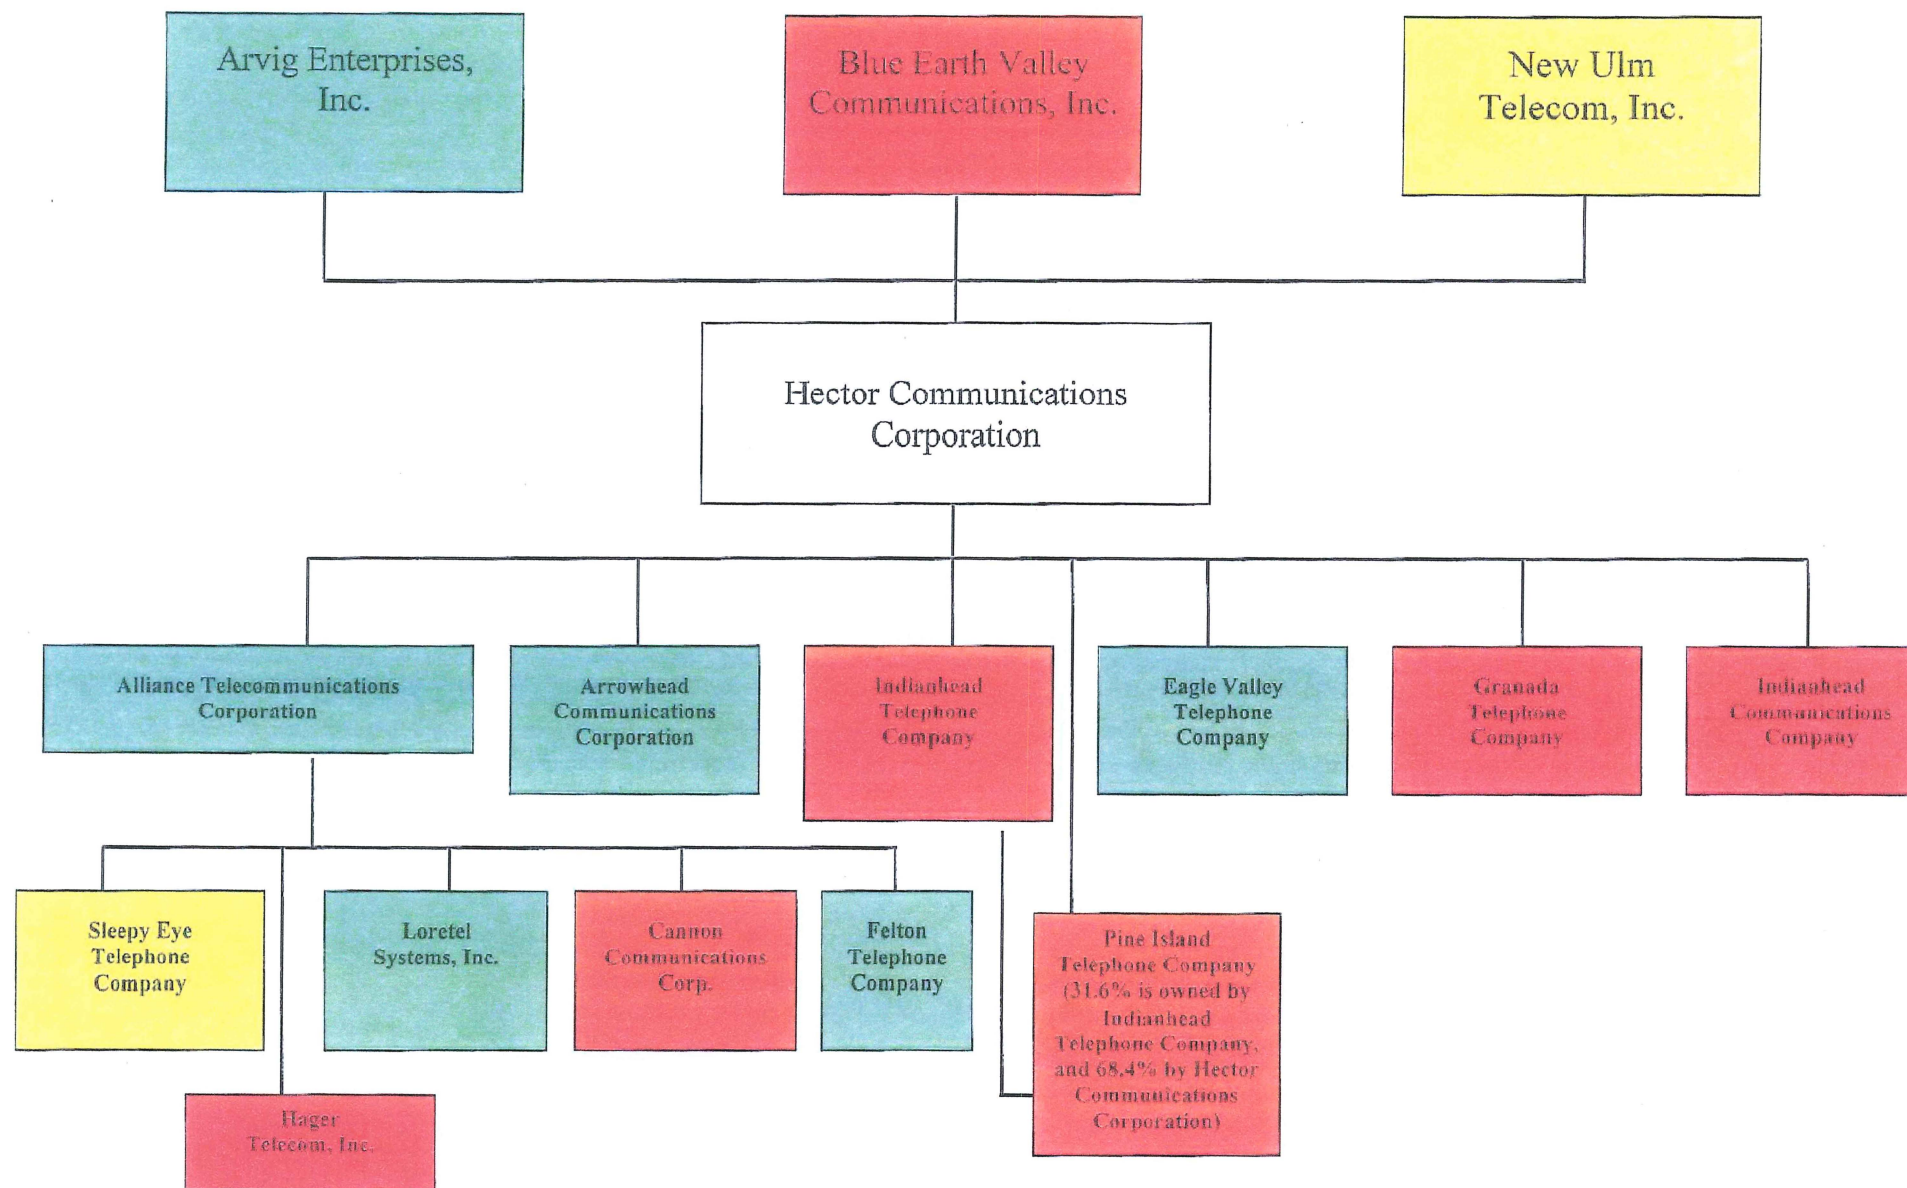 Arvig Enterprises,
Inc.
Blue Earth Valley
Communications, Inc.
New Ulm
Telecom, Inc.
Hector Communications
Corporation
Alliance Telecommunications
Corporation
Arrowhead
Communications
Corporation
Indianhead
Telephone
Company
Eagle Valley
Telephone
Company
Granada
Telephone
Company
Indianhead
Communications
Company
Sleepy Eye
Telephone
Company
Loretel
Systems, Inc.
Cannon
Communications
Corp.
Felton
Telephone
Company
Pine Island
Telephone Company
(31.6% is owned by
Indianhead
Telephone Company,
and 68.4% by Hector
Communications
Corporation)
Hager
Telecom, Inc.